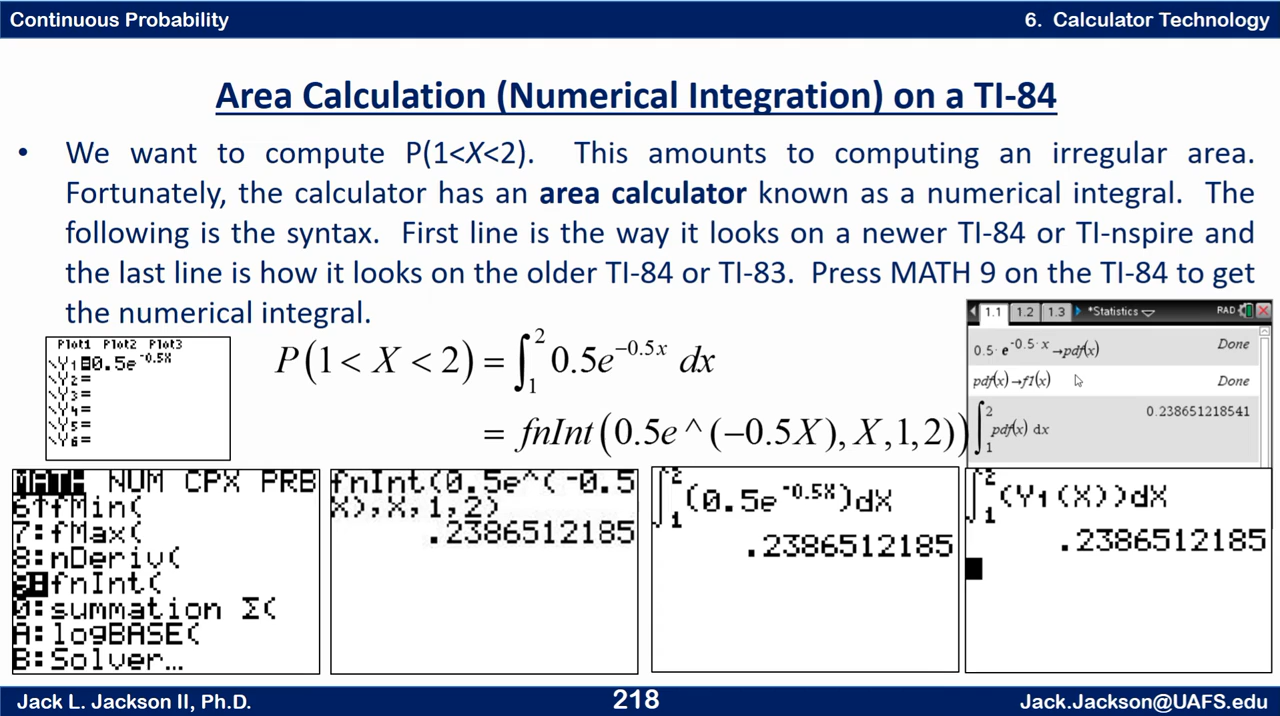 Continuous Probability
6. Calculator Technology
Area Calculation (Numerical Integration) on a TI-84
• We want to compute P(1<X<2). This amounts to computing an irregular area.
Fortunately, the calculator has an area calculator known as a numerical integral. The
following is the syntax. First line is the way it looks on a newer TI-84 or TI-nspire and
the last line is how it looks on the older TI-84 or TI-83. Press MATH 9 on the TI-84 to get
the numerical integral.
Plot1 Plot2 Plot3
\Y₁=0.5e^-0.5X
\Y₂=
\Y₃=
\Y₄=
\Y₅=
\Y₆=
P(1 < X < 2) = ∫₁² 0.5e^−0.5x dx
= fnInt(0.5e^(−0.5X), X,1,2))
1.1 1.2 1.3 *Statistics RAD
0.5·e^-0.5·x →pdf(x) Done
pdf(x)→f1(x) Done
∫₁² pdf(x) dx 0.238651218541
MATH NUM CPX PRB
6↑fMin(
7:fMax(
8:nDeriv(
9:fnInt(
0:summation Σ(
A:logBASE(
B:Solver…
fnInt(0.5e^(-0.5
X),X,1,2)
.2386512185
∫₁² (0.5e^-0.5X)dX
.2386512185
∫₁² (Y₁(X))dX
.2386512185
Jack L. Jackson II, Ph.D.
218
Jack.Jackson@UAFS.edu